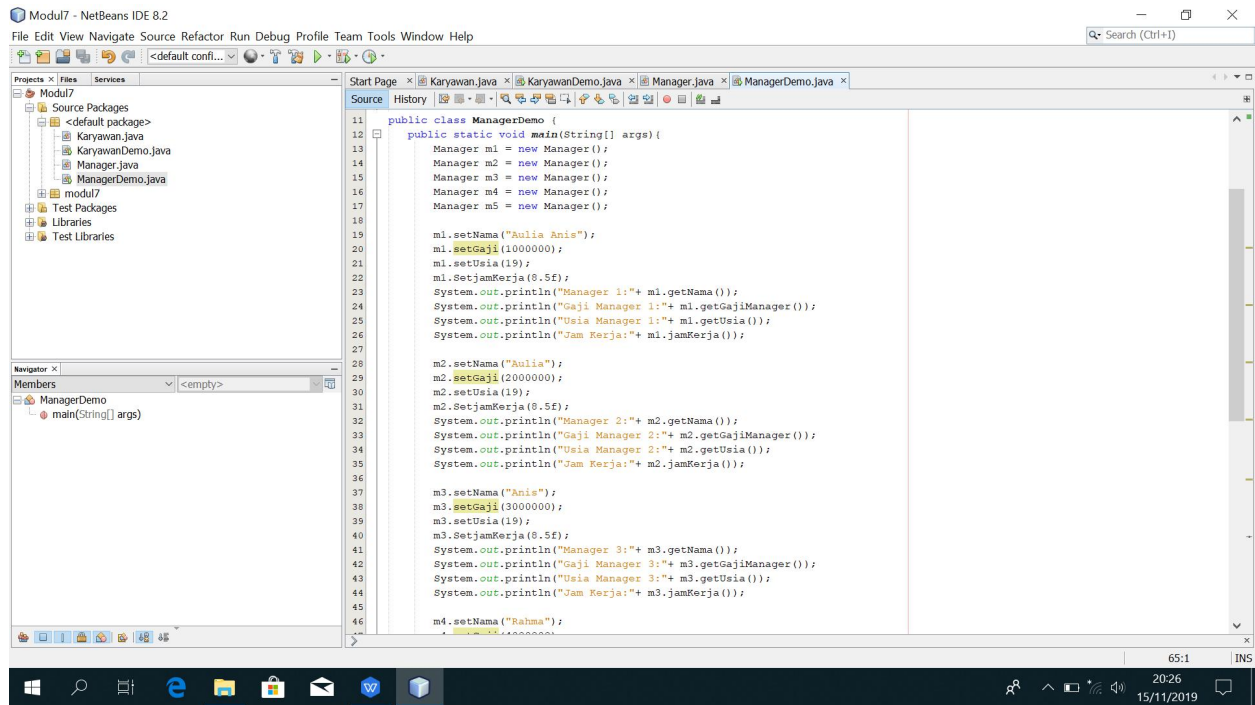 Modul7 - NetBeans IDE 8.2
File Edit View Navigate Source Refactor Run Debug Profile Team Tools Window Help
Search (Ctrl+I)
<default confi...
Projects Files Services
Modul7
Source Packages
<default package>
Karyawan.java
KaryawanDemo.java
Manager.java
ManagerDemo.java
modul7
Test Packages
Libraries
Test Libraries
Navigator
Members <empty>
ManagerDemo
main(String[] args)
Start Page Karyawan.java KaryawanDemo.java Manager.java ManagerDemo.java
Source History
11 public class ManagerDemo {
12 public static void main(String[] args){
13 Manager m1 = new Manager();
14 Manager m2 = new Manager();
15 Manager m3 = new Manager();
16 Manager m4 = new Manager();
17 Manager m5 = new Manager();
18
19 m1.setNama("Aulia Anis");
20 m1.setGaji(1000000);
21 m1.setUsia(19);
22 m1.SetjamKerja(8.5f);
23 System.out.println("Manager 1:"+ m1.getNama());
24 System.out.println("Gaji Manager 1:"+ m1.getGajiManager());
25 System.out.println("Usia Manager 1:"+ m1.getUsia());
26 System.out.println("Jam Kerja:"+ m1.jamKerja());
27
28 m2.setNama("Aulia");
29 m2.setGaji(2000000);
30 m2.setUsia(19);
31 m2.SetjamKerja(8.5f);
32 System.out.println("Manager 2:"+ m2.getNama());
33 System.out.println("Gaji Manager 2:"+ m2.getGajiManager());
34 System.out.println("Usia Manager 2:"+ m2.getUsia());
35 System.out.println("Jam Kerja:"+ m2.jamKerja());
36
37 m3.setNama("Anis");
38 m3.setGaji(3000000);
39 m3.setUsia(19);
40 m3.SetjamKerja(8.5f);
41 System.out.println("Manager 3:"+ m3.getNama());
42 System.out.println("Gaji Manager 3:"+ m3.getGajiManager());
43 System.out.println("Usia Manager 3:"+ m3.getUsia());
44 System.out.println("Jam Kerja:"+ m3.jamKerja());
45
46 m4.setNama("Rahma");
65:1 INS
20:26
15/11/2019